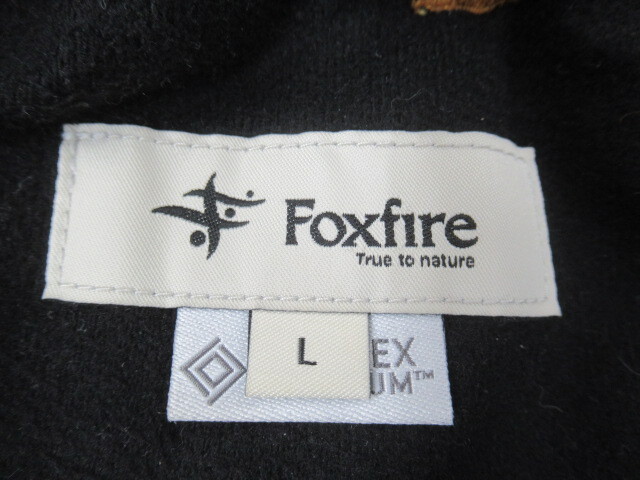 Foxfire
True to nature
L
EX
UM™